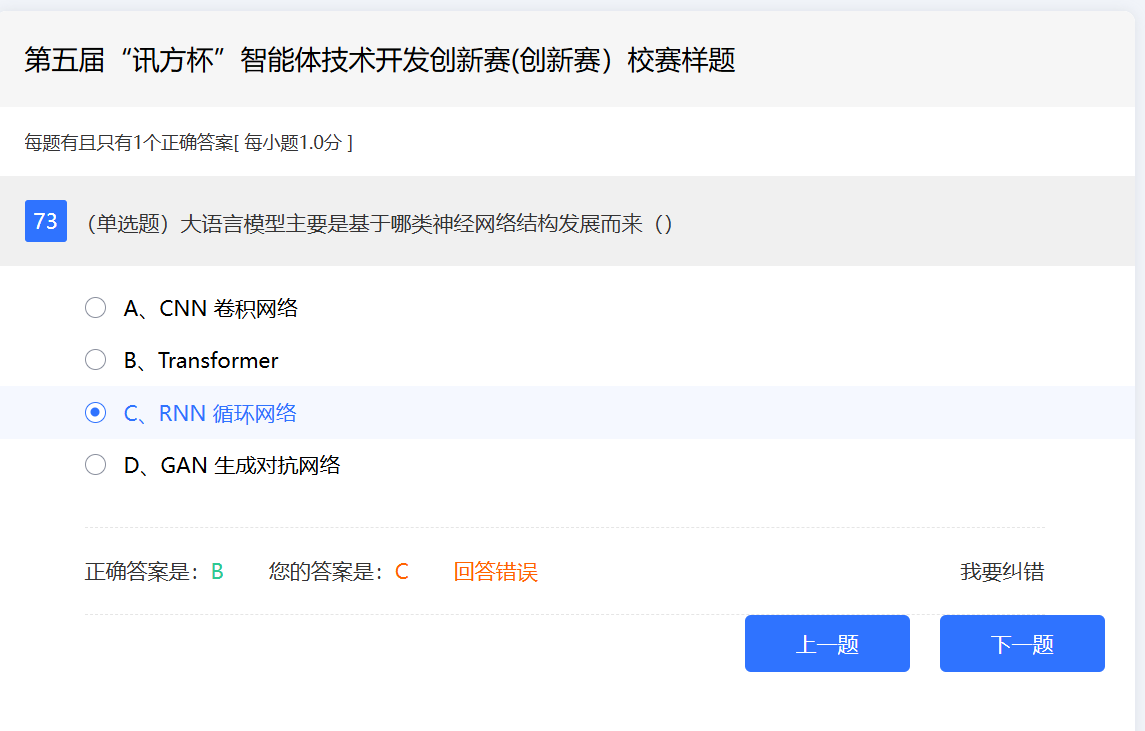 第五届“讯方杯”智能体技术开发创新赛(创新赛）校赛样题
每题有且只有1个正确答案[ 每小题1.0分 ]
73 （单选题）大语言模型主要是基于哪类神经网络结构发展而来（）
A、CNN 卷积网络
B、Transformer
C、RNN 循环网络
D、GAN 生成对抗网络
正确答案是：B 您的答案是：C 回答错误 我要纠错
上一题 下一题